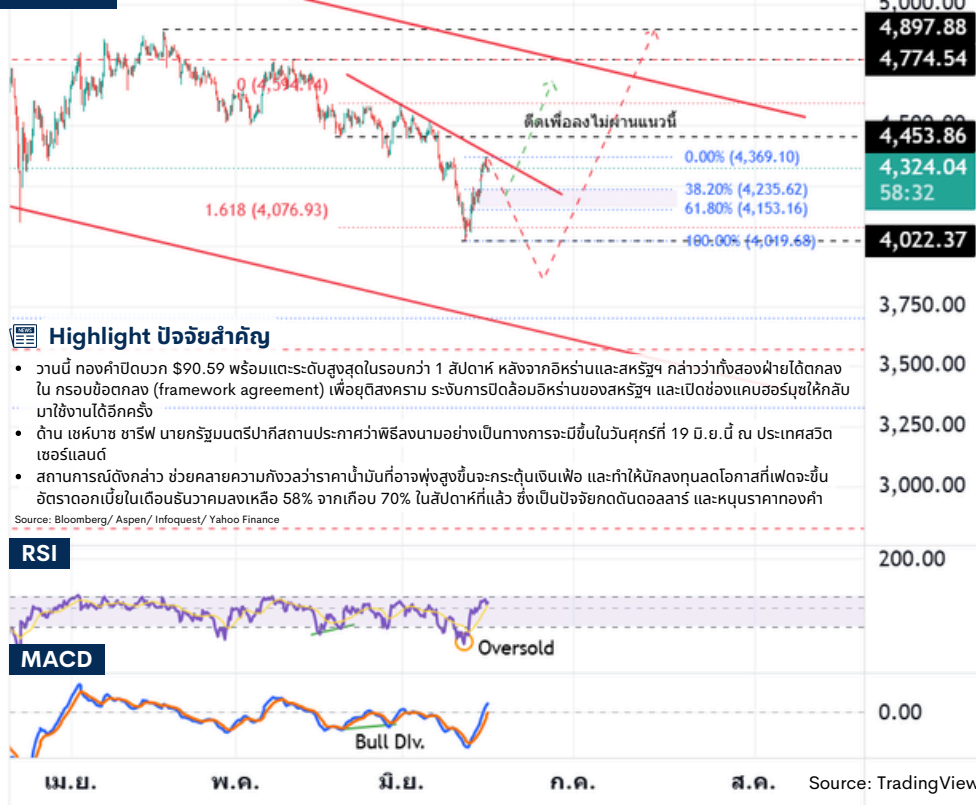 5,000.00
4,897.88
4,774.54
0 (4,594.14)
4,500.00
ดีดเพื่อลงไม่ผ่านแนวนี้
4,453.86
0.00% (4,369.10)
4,324.04
58:32
38.20% (4,235.62)
61.80% (4,153.16)
1.618 (4,076.93)
100.00% (4,019.68)
4,022.37
3,750.00
NEWS
Highlight ปัจจัยสำคัญ
3,500.00
3,250.00
3,000.00
• วานนี้ ทองคำปิดบวก $90.59 พร้อมแตะระดับสูงสุดในรอบกว่า 1 สัปดาห์ หลังจากอิหร่านและสหรัฐฯ กล่าวว่าทั้งสองฝ่ายได้ตกลง
ใน กรอบข้อตกลง (framework agreement) เพื่อยุติสงคราม ระงับการปิดล้อมอิหร่านของสหรัฐฯ และเปิดช่องแคบฮอร์มุซให้กลับ
มาใช้งานได้อีกครั้ง
• ด้าน เชห์บาซ ชารีฟ นายกรัฐมนตรีปากีสถานประกาศว่าพิธีลงนามอย่างเป็นทางการจะมีขึ้นในวันศุกร์ที่ 19 มิ.ย.นี้ ณ ประเทศสวิต
เซอร์แลนด์
• สถานการณ์ดังกล่าว ช่วยคลายความกังวลว่าราคาน้ำมันที่อาจพุ่งสูงขึ้นจะกระตุ้นเงินเฟ้อ และทำให้นักลงทุนลดโอกาสที่เฟดจะขึ้น
อัตราดอกเบี้ยในเดือนธันวาคมลงเหลือ 58% จากเกือบ 70% ในสัปดาห์ที่แล้ว ซึ่งเป็นปัจจัยกดดันดอลลาร์ และหนุนราคาทองคำ
Source: Bloomberg/ Aspen/ Infoquest/ Yahoo Finance
RSI
200.00
Oversold
MACD
0.00
Bull DIv.
เม.ย. พ.ค. มิ.ย. ก.ค. ส.ค.
Source: TradingView